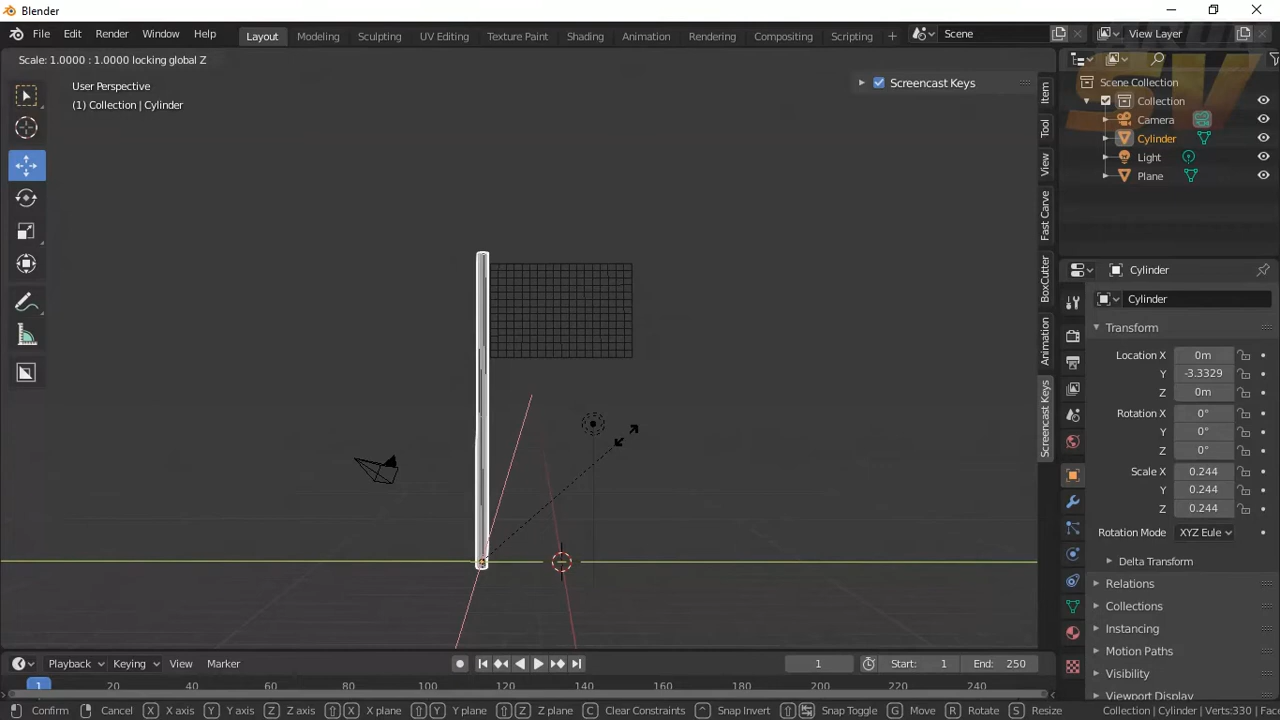 Blender
File Edit Render Window Help Layout Modeling Sculpting UV Editing Texture Paint Shading Animation Rendering Compositing Scripting + Scene View Layer
Scale: 1.0000 : 1.0000 locking global Z
User Perspective
(1) Collection | Cylinder
Screencast Keys
Item
Tool
View
Fast Carve
BoxCutter
Animation
Screencast Keys
SV
Scene Collection
Collection
Camera
Cylinder
Light
Plane
Cylinder
Cylinder
Transform
Location X 0m
Y -3.3329
Z 0m
Rotation X 0°
Y 0°
Z 0°
Scale X 0.244
Y 0.244
Z 0.244
Rotation Mode XYZ Eule
Delta Transform
Relations
Collections
Instancing
Motion Paths
Visibility
Viewport Display
Playback Keying View Marker 1 Start: 1 End: 250
1 20 40 60 80 100 120 140 160 180 200 220 240
Confirm Cancel X X axis Y Y axis Z Z axis X X plane Y Y plane Z Z plane C Clear Constraints Snap Invert Snap Toggle G Move R Rotate S Resize Collection | Cylinder | Verts:330 | Face